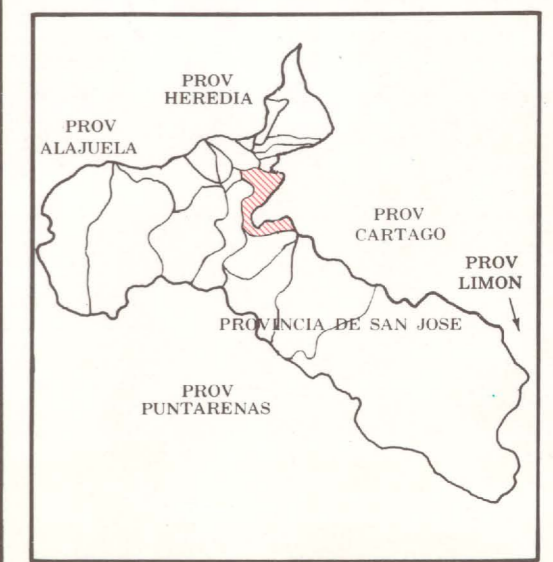 PROV
HEREDIA
PROV
ALAJUELA
PROV
CARTAGO
PROV
LIMON
PROVINCIA DE SAN JOSE
PROV
PUNTARENAS